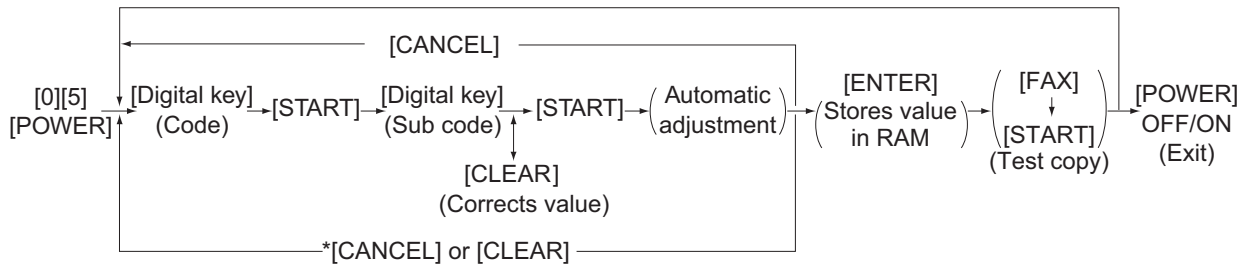 [CANCEL]
[0][5]
[POWER]
[Digital key]
(Code)
[START]
[Digital key]
(Sub code)
[START]
(Automatic
adjustment)
[ENTER]
(Stores value
in RAM)
([FAX]
[START])
(Test copy)
[POWER]
OFF/ON
(Exit)
[CLEAR]
(Corrects value)
*[CANCEL] or [CLEAR]